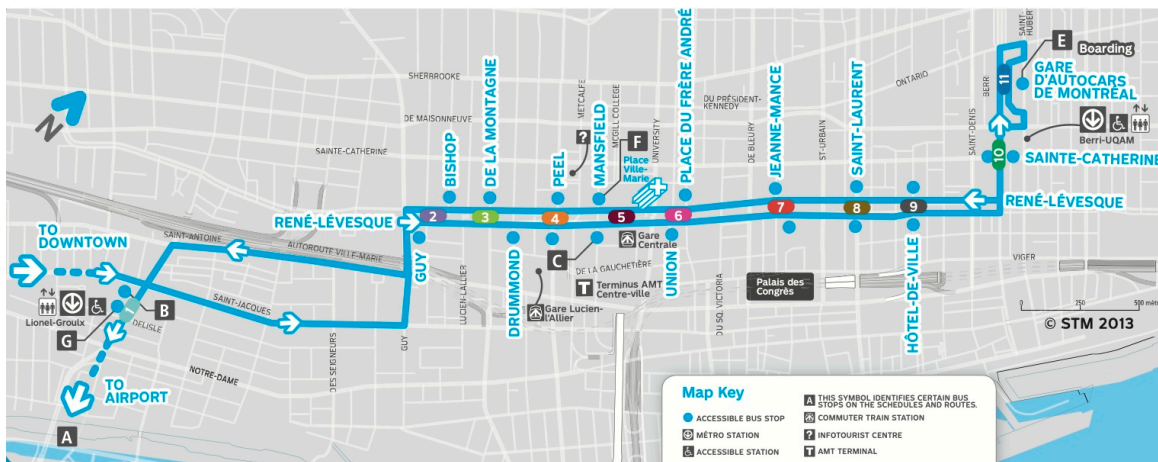 SAINT-
HUBERT
E
Boarding
BERRI
11
GARE
D'AUTOCARS
DE MONTRÉAL
ONTARIO
SHERBROOKE
METCALFE
MCGILL COLLEGE
DU PRÉSIDENT-
KENNEDY
N
DE MAISONNEUVE
BISHOP
DE LA MONTAGNE
?
PEEL
MANSFIELD
F
UNIVERSITY
PLACE DU FRÈRE ANDRÉ
DE BLEURY
JEANNE-MANCE
ST-URBAIN
SAINT-LAURENT
SAINT-DENIS
Berri-UQAM
SAINTE-CATHERINE
Place
Ville-
Marie
10
SAINTE-CATHERINE
RENÉ-LÉVESQUE
2
3
4
5
6
7
8
9
RENÉ-LÉVESQUE
TO
DOWNTOWN
SAINT-ANTOINE
AUTOROUTE VILLE-MARIE
GUY
LUCIEN-LALLIER
DRUMMOND
C
Gare
Centrale
DE LA GAUCHETIÈRE
UNION
T
Terminus AMT
Centre-ville
Gare Lucien-
l'Allier
DU SQ. VICTORIA
Palais des
Congrès
HÔTEL-DE-VILLE
VIGER
0
250
500 mètr
© STM 2013
SAINT-JACQUES
Lionel-Groulx
B
G
DELISLE
NOTRE-DAME
DES SEIGNEURS
GUY
TO
AIRPORT
A
Map Key
ACCESSIBLE BUS STOP
MÉTRO STATION
ACCESSIBLE STATION
A THIS SYMBOL IDENTIFIES CERTAIN BUS
STOPS ON THE SCHEDULES AND ROUTES.
COMMUTER TRAIN STATION
? INFOTOURIST CENTRE
T AMT TERMINAL